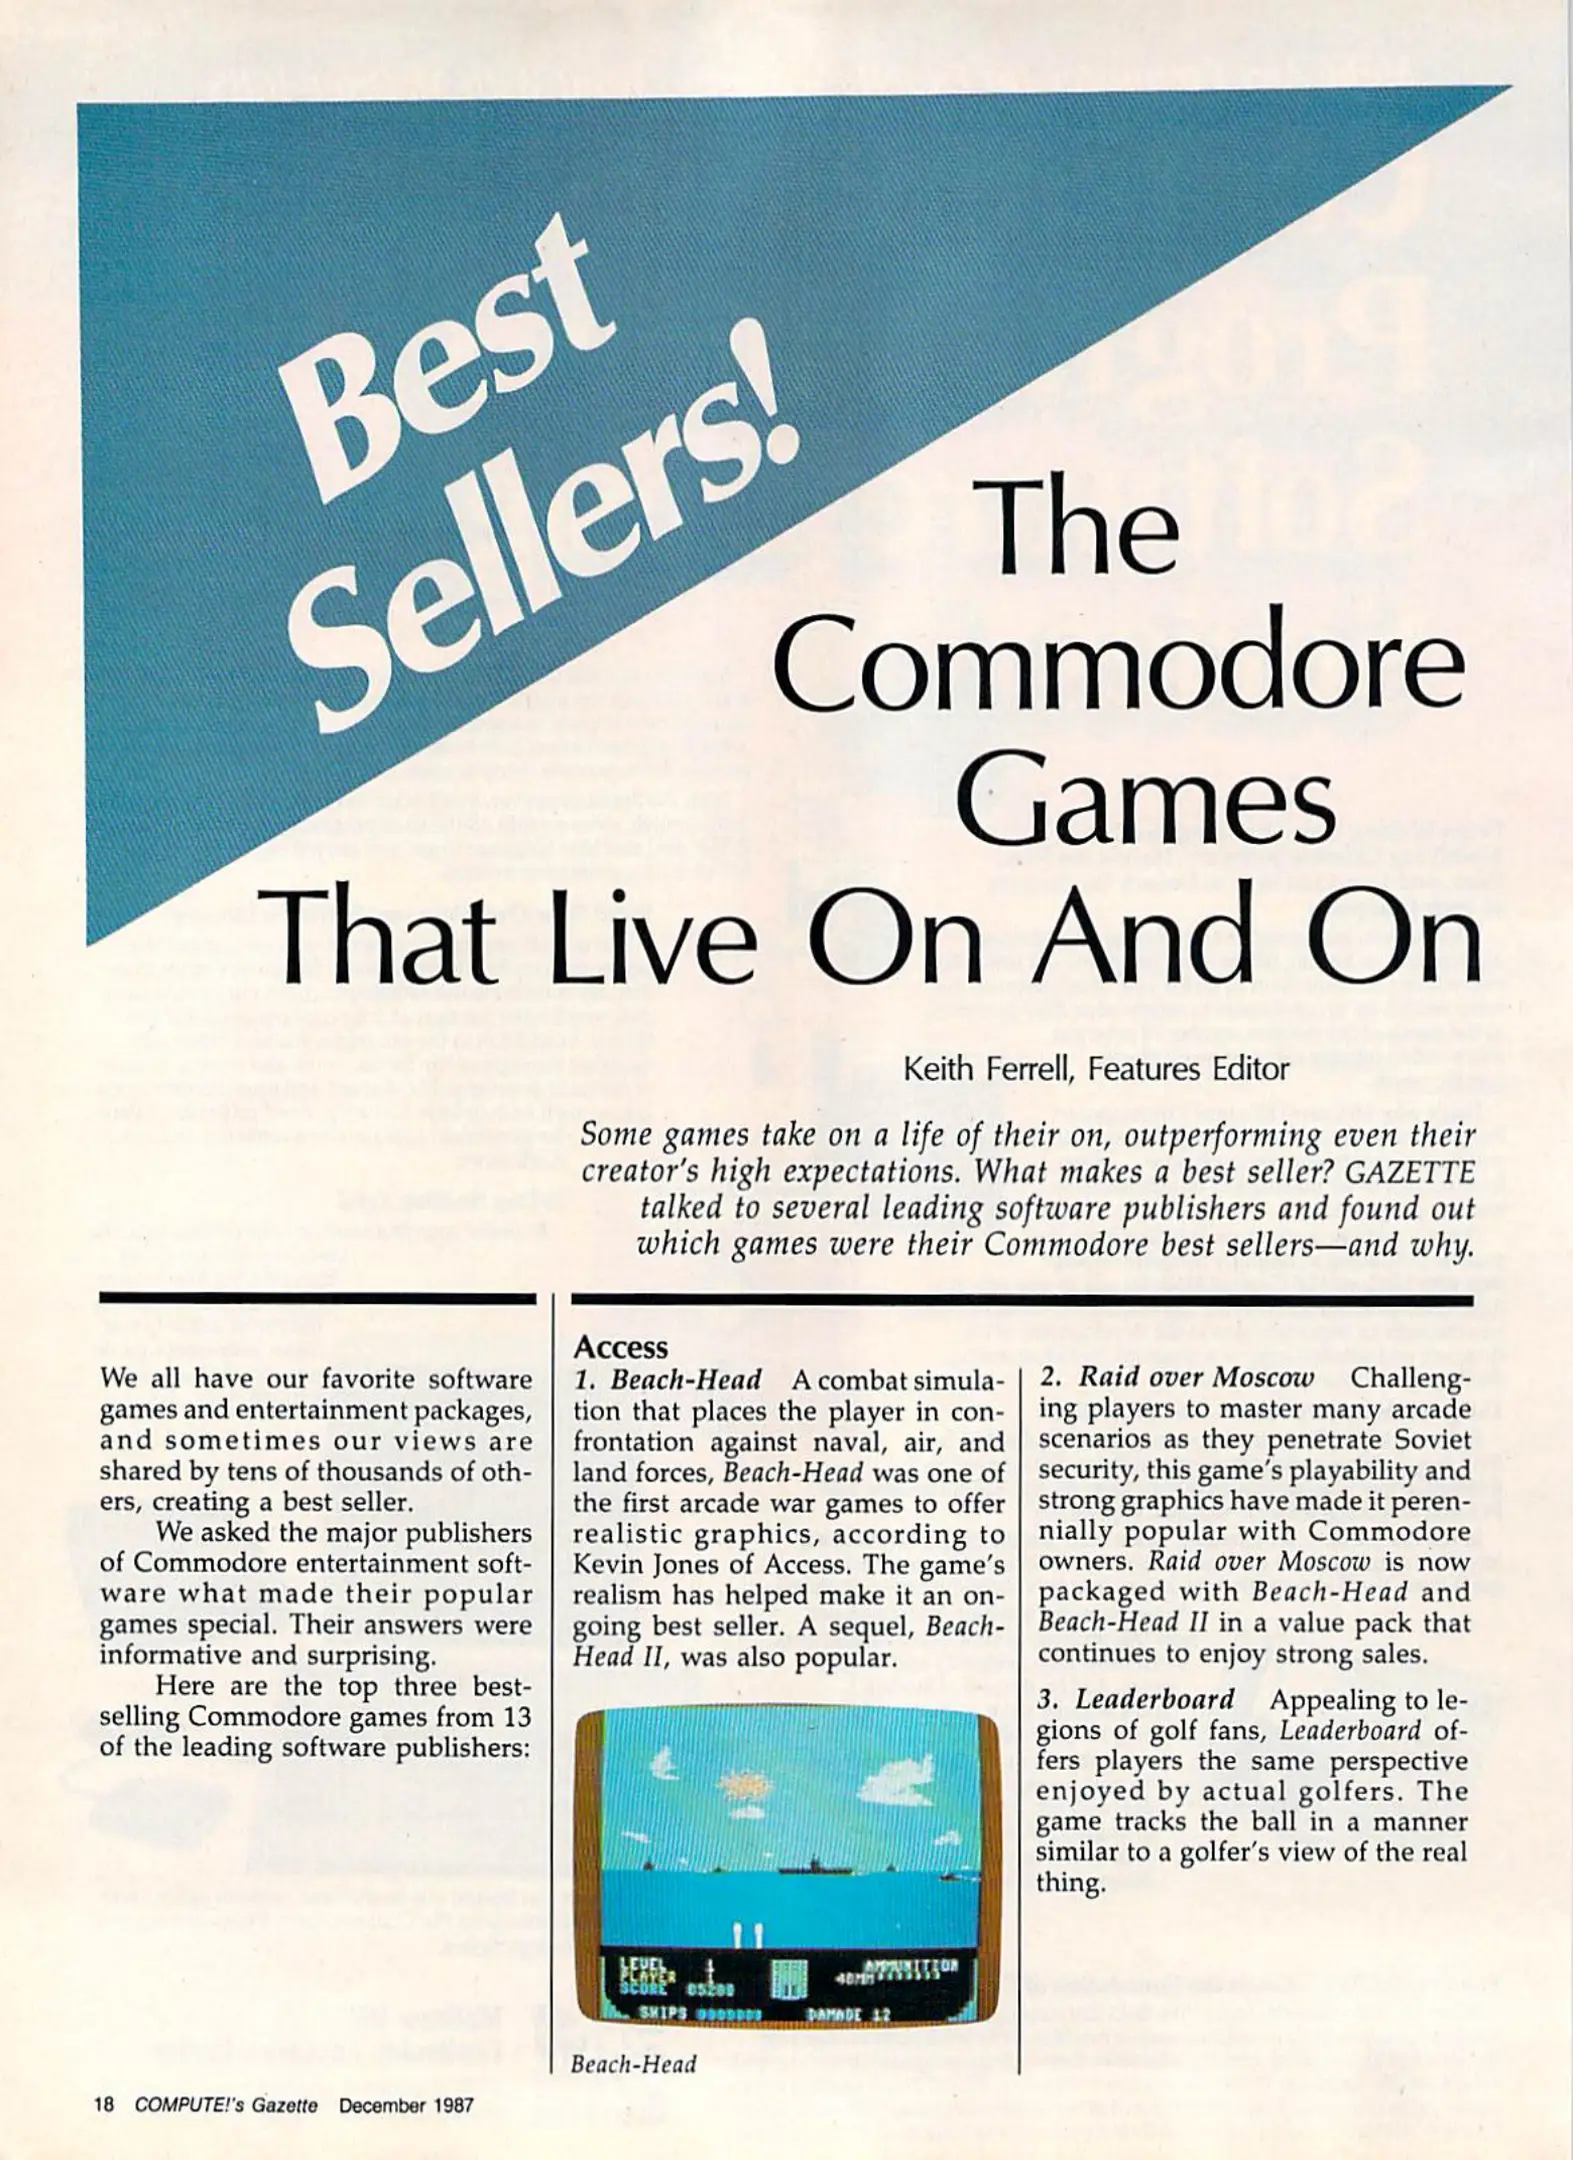 Best
Sellers!
The
Commodore
Games
That Live On And On
Keith Ferrell, Features Editor
Some games take on a life of their on, outperforming even their
creator's high expectations. What makes a best seller? GAZETTE
talked to several leading software publishers and found out
which games were their Commodore best sellers—and why.
We all have our favorite software
games and entertainment packages,
and sometimes our views are
shared by tens of thousands of oth-
ers, creating a best seller.
We asked the major publishers
of Commodore entertainment soft-
ware what made their popular
games special. Their answers were
informative and surprising.
Here are the top three best-
selling Commodore games from 13
of the leading software publishers:
Access
1. Beach-Head A combat simula-
tion that places the player in con-
frontation against naval, air, and
land forces, Beach-Head was one of
the first arcade war games to offer
realistic graphics, according to
Kevin Jones of Access. The game's
realism has helped make it an on-
going best seller. A sequel, Beach-
Head II, was also popular.
LEVEL 1
PLAYER 1
SCORE 05200
AMMUNITION
40MM
SHIPS
DAMAGE 12
Beach-Head
2. Raid over Moscow Challeng-
ing players to master many arcade
scenarios as they penetrate Soviet
security, this game's playability and
strong graphics have made it peren-
nially popular with Commodore
owners. Raid over Moscow is now
packaged with Beach-Head and
Beach-Head II in a value pack that
continues to enjoy strong sales.
3. Leaderboard Appealing to le-
gions of golf fans, Leaderboard of-
fers players the same perspective
enjoyed by actual golfers. The
game tracks the ball in a manner
similar to a golfer's view of the real
thing.
18 COMPUTE!'s Gazette December 1987